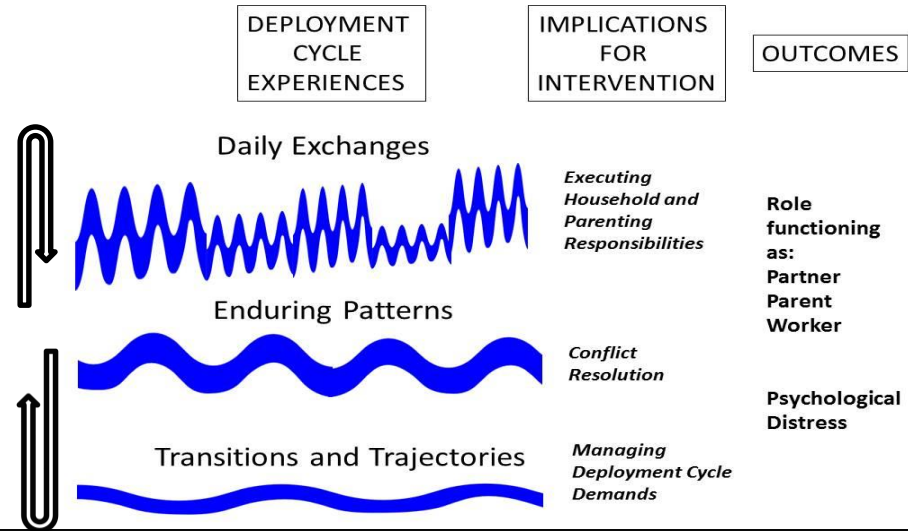 DEPLOYMENT
CYCLE
EXPERIENCES
IMPLICATIONS
FOR
INTERVENTION
OUTCOMES
Daily Exchanges
Executing
Household and
Parenting
Responsibilities
Role
functioning
as:
Partner
Parent
Worker
Enduring Patterns
Conflict
Resolution
Psychological
Distress
Transitions and Trajectories
Managing
Deployment Cycle
Demands